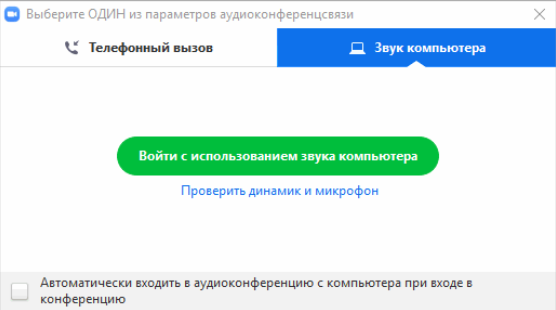 Выберите ОДИН из параметров аудиоконференцсвязи
Телефонный вызов
Звук компьютера
Войти с использованием звука компьютера
Проверить динамик и микрофон
Автоматически входить в аудиоконференцию с компьютера при входе в
конференцию